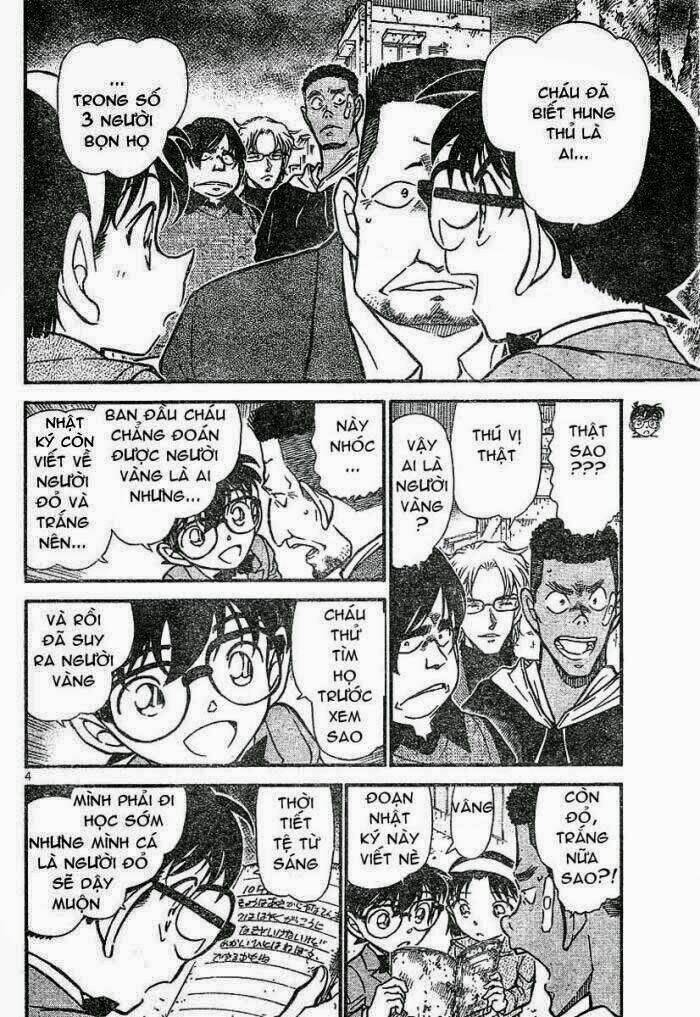 CHÁU ĐÃ
BIẾT HUNG
THỦ LÀ
AI...
...
TRONG SỐ
3 NGƯỜI
BỌN HỌ
THẬT
SAO
???
THÚ VỊ
THẬT
VẬY
AI LÀ
NGƯỜI
VÀNG
?
NÀY
NHÓC
...
BAN ĐẦU CHÁU
CHẲNG ĐOÁN
ĐƯỢC NGƯỜI
VÀNG LÀ AI
NHƯNG...
NHẬT
KÝ CÒN
VIẾT VỀ
NGƯỜI
ĐỎ VÀ
TRẮNG
NÊN...
CHÁU
THỬ
TÌM
HỌ
TRƯỚC
XEM
SAO
VÀ RỒI
ĐÃ SUY
RA NGƯỜI
VÀNG
4
CÒN
ĐỎ,
TRẮNG
NỮA
SAO?!
VÂNG
ĐOẠN
NHẬT
KÝ NÀY
VIẾT NÈ
THỜI
TIẾT
TỆ TỪ
SÁNG
MÌNH PHẢI ĐI
HỌC SỚM
NHƯNG MÌNH CÁ
LÀ NGƯỜI ĐỎ
SẼ DẬY
MUỘN